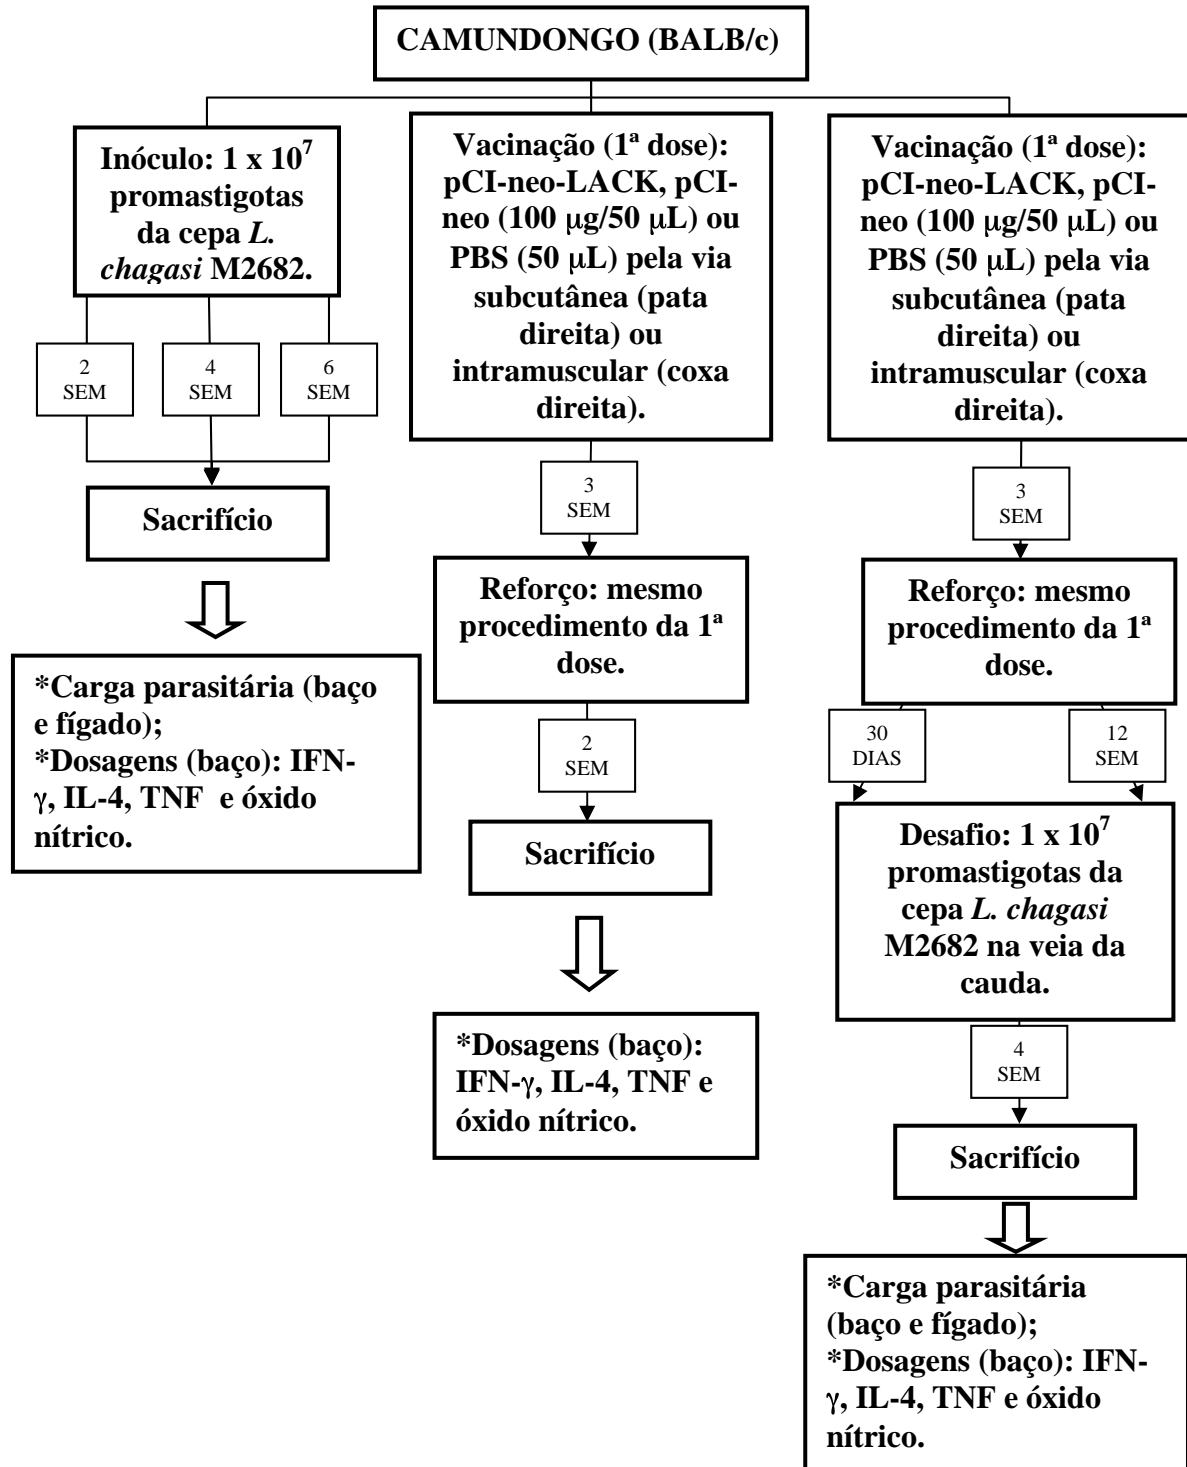 CAMUNDONGO (BALB/c)
Inóculo: 1 x 10⁷
promastigotas
da cepa L.
chagasi M2682.
2
SEM
4
SEM
6
SEM
Sacrifício
*Carga parasitária (baço
e fígado);
*Dosagens (baço): IFN-
γ, IL-4, TNF e óxido
nítrico.
Vacinação (1ª dose):
pCI-neo-LACK, pCI-
neo (100 μg/50 μL) ou
PBS (50 μL) pela via
subcutânea (pata
direita) ou
intramuscular (coxa
direita).
3
SEM
Reforço: mesmo
procedimento da 1ª
dose.
2
SEM
Sacrifício
*Dosagens (baço):
IFN-γ, IL-4, TNF e
óxido nítrico.
Vacinação (1ª dose):
pCI-neo-LACK, pCI-
neo (100 μg/50 μL) ou
PBS (50 μL) pela via
subcutânea (pata
direita) ou
intramuscular (coxa
direita).
3
SEM
Reforço: mesmo
procedimento da 1ª
dose.
30
DIAS
12
SEM
Desafio: 1 x 10⁷
promastigotas da
cepa L. chagasi
M2682 na veia da
cauda.
4
SEM
Sacrifício
*Carga parasitária
(baço e fígado);
*Dosagens (baço): IFN-
γ, IL-4, TNF e óxido
nítrico.